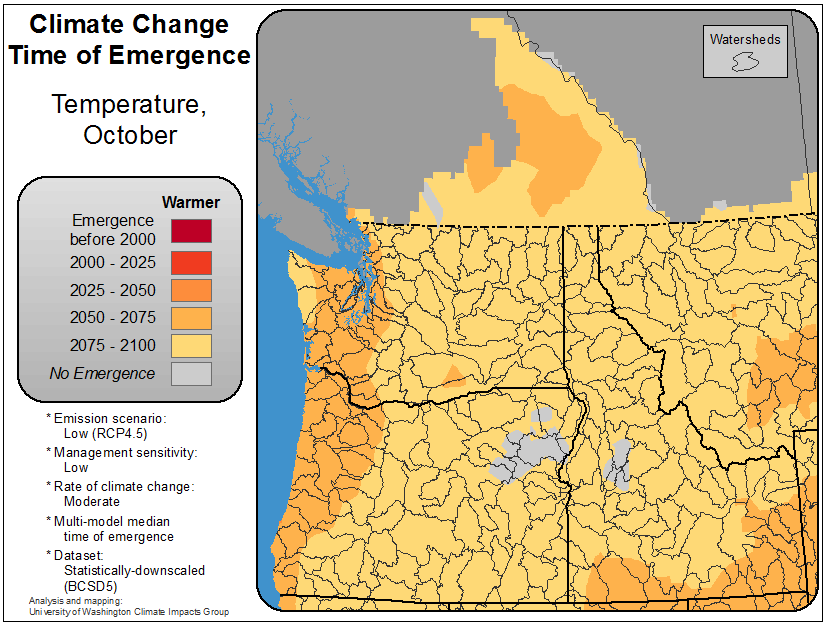 Climate Change
Time of Emergence
Temperature,
October
Warmer
Emergence
before 2000
2000 - 2025
2025 - 2050
2050 - 2075
2075 - 2100
No Emergence
* Emission scenario:
Low (RCP4.5)
* Management sensitivity:
Low
* Rate of climate change:
Moderate
* Multi-model median
time of emergence
* Dataset:
Statistically-downscaled
(BCSD5)
Analysis and mapping:
University of Washington Climate Impacts Group
Watersheds